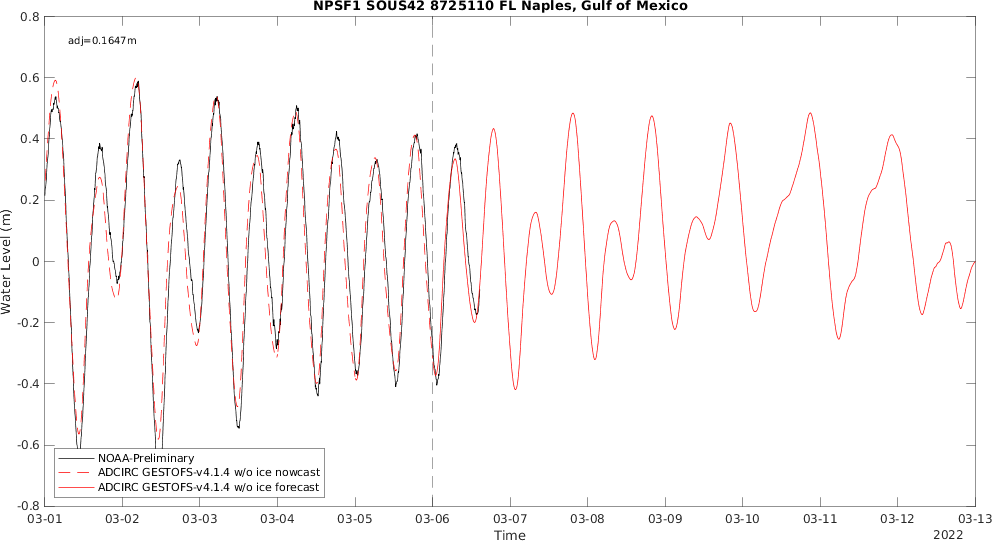 NPSF1 SOUS42 8725110 FL Naples, Gulf of Mexico
adj=0.1647m
0.8
0.6
0.4
0.2
0
-0.2
-0.4
-0.6
-0.8
Water Level (m)
NOAA-Preliminary
ADCIRC GESTOFS-v4.1.4 w/o ice nowcast
ADCIRC GESTOFS-v4.1.4 w/o ice forecast
03-01 03-02 03-03 03-04 03-05 03-06 03-07 03-08 03-09 03-10 03-11 03-12 03-13
Time
2022